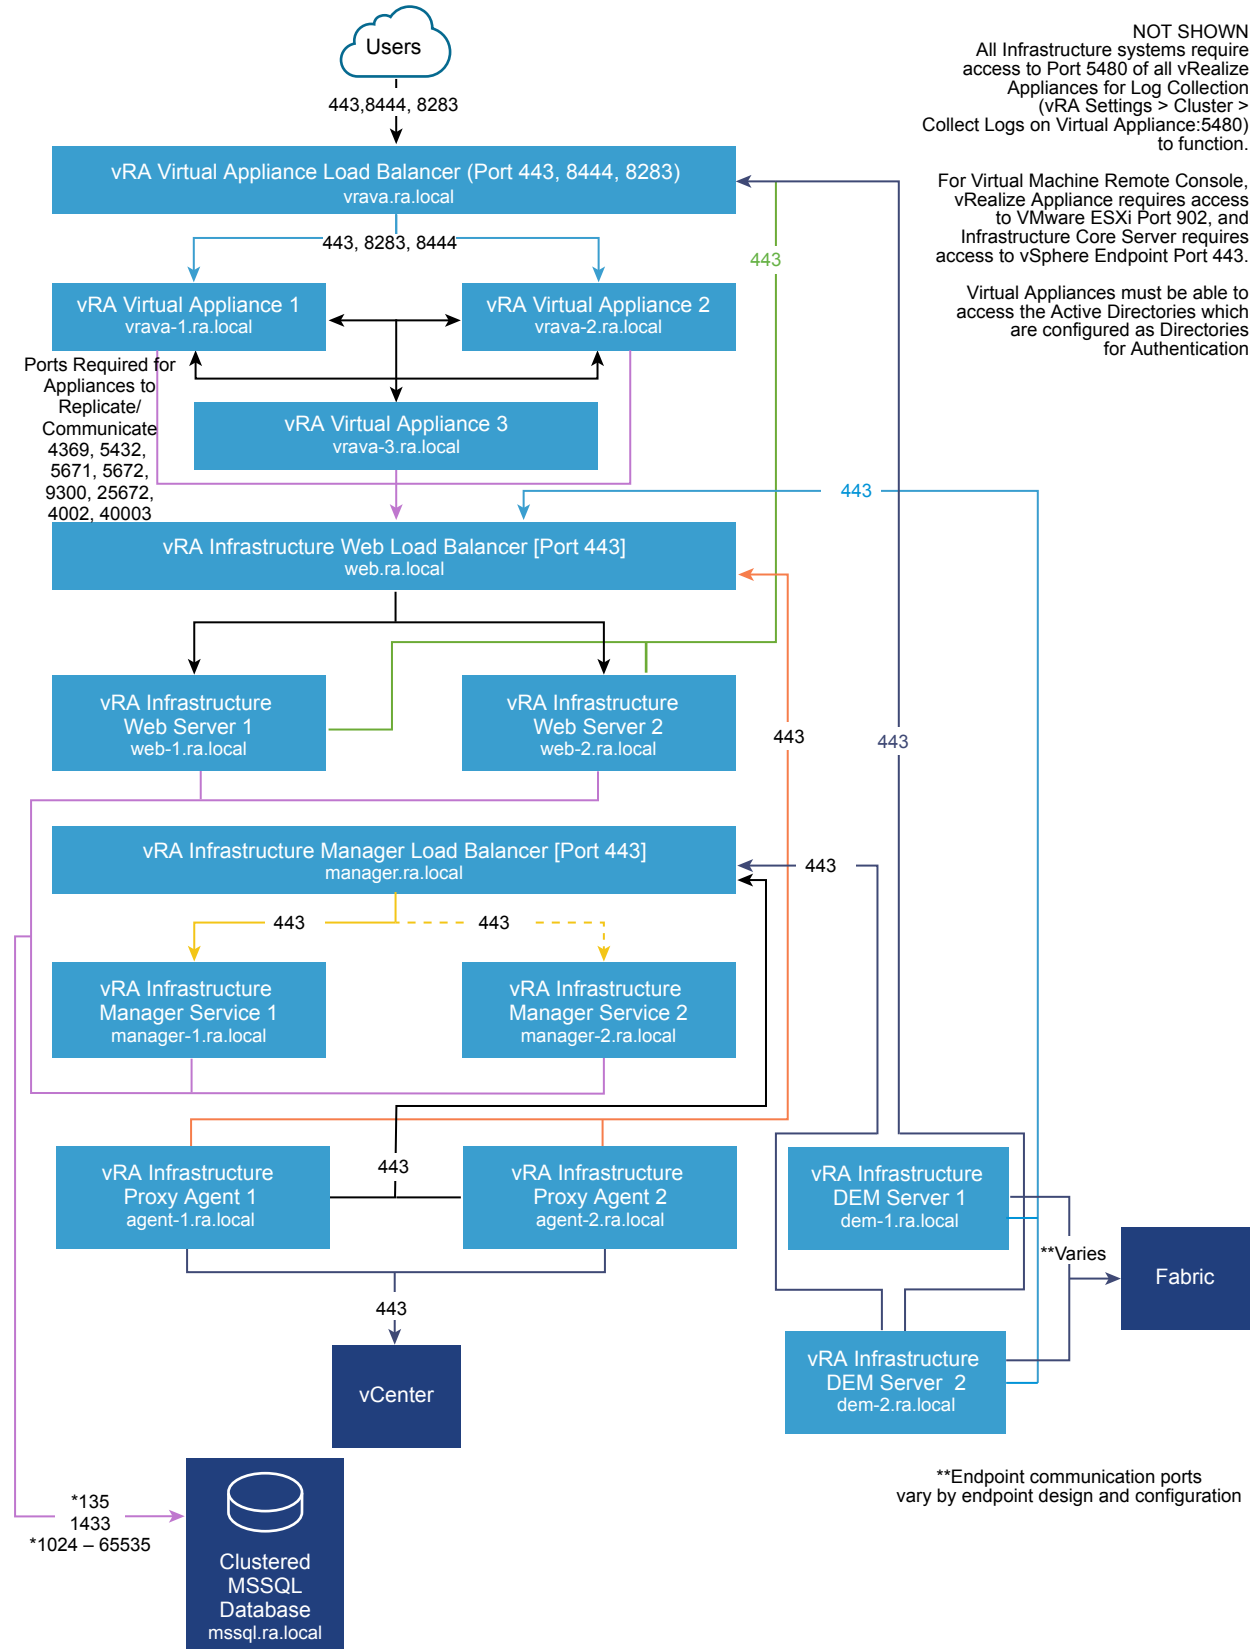 Users
443,8444, 8283
NOT SHOWN
All Infrastructure systems require
access to Port 5480 of all vRealize
Appliances for Log Collection
(vRA Settings > Cluster >
Collect Logs on Virtual Appliance:5480)
to function.
For Virtual Machine Remote Console,
vRealize Appliance requires access
to VMware ESXi Port 902, and
Infrastructure Core Server requires
access to vSphere Endpoint Port 443.
Virtual Appliances must be able to
access the Active Directories which
are configured as Directories
for Authentication
vRA Virtual Appliance Load Balancer (Port 443, 8444, 8283)
vrava.ra.local
443, 8283, 8444
443
vRA Virtual Appliance 1
vrava-1.ra.local
vRA Virtual Appliance 2
vrava-2.ra.local
Ports Required for
Appliances to
Replicate/
Communicate
4369, 5432,
5671, 5672,
9300, 25672,
4002, 40003
vRA Virtual Appliance 3
vrava-3.ra.local
443
vRA Infrastructure Web Load Balancer [Port 443]
web.ra.local
vRA Infrastructure
Web Server 1
web-1.ra.local
vRA Infrastructure
Web Server 2
web-2.ra.local
443
443
vRA Infrastructure Manager Load Balancer [Port 443]
manager.ra.local
443
443
443
vRA Infrastructure
Manager Service 1
manager-1.ra.local
vRA Infrastructure
Manager Service 2
manager-2.ra.local
vRA Infrastructure
Proxy Agent 1
agent-1.ra.local
443
vRA Infrastructure
Proxy Agent 2
agent-2.ra.local
vRA Infrastructure
DEM Server 1
dem-1.ra.local
**Varies
Fabric
443
vCenter
vRA Infrastructure
DEM Server  2
dem-2.ra.local
**Endpoint communication ports
vary by endpoint design and configuration
*135
1433
*1024 – 65535
Clustered
MSSQL
Database
mssql.ra.local